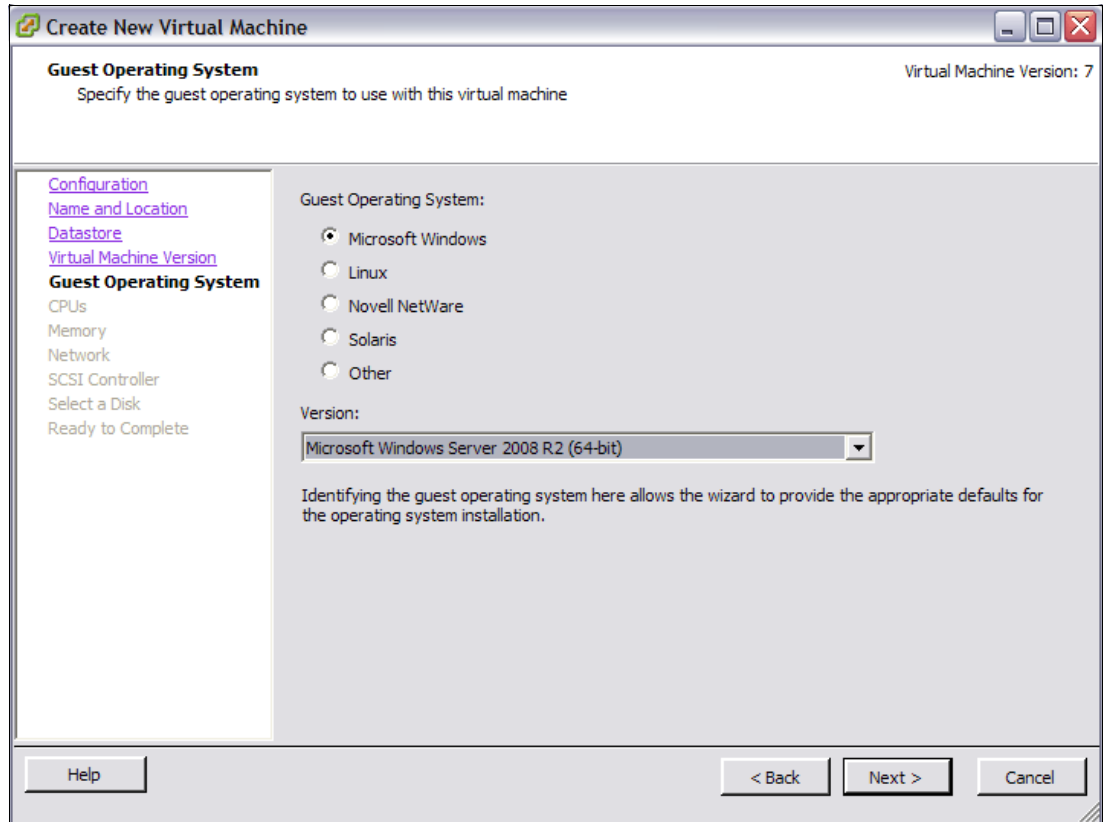 Create New Virtual Machine
Guest Operating System
Virtual Machine Version: 7
Specify the guest operating system to use with this virtual machine
Configuration
Name and Location
Datastore
Virtual Machine Version
Guest Operating System
CPUs
Memory
Network
SCSI Controller
Select a Disk
Ready to Complete
Guest Operating System:
Microsoft Windows
Linux
Novell NetWare
Solaris
Other
Version:
Microsoft Windows Server 2008 R2 (64-bit)
Identifying the guest operating system here allows the wizard to provide the appropriate defaults for
the operating system installation.
Help
< Back
Next >
Cancel